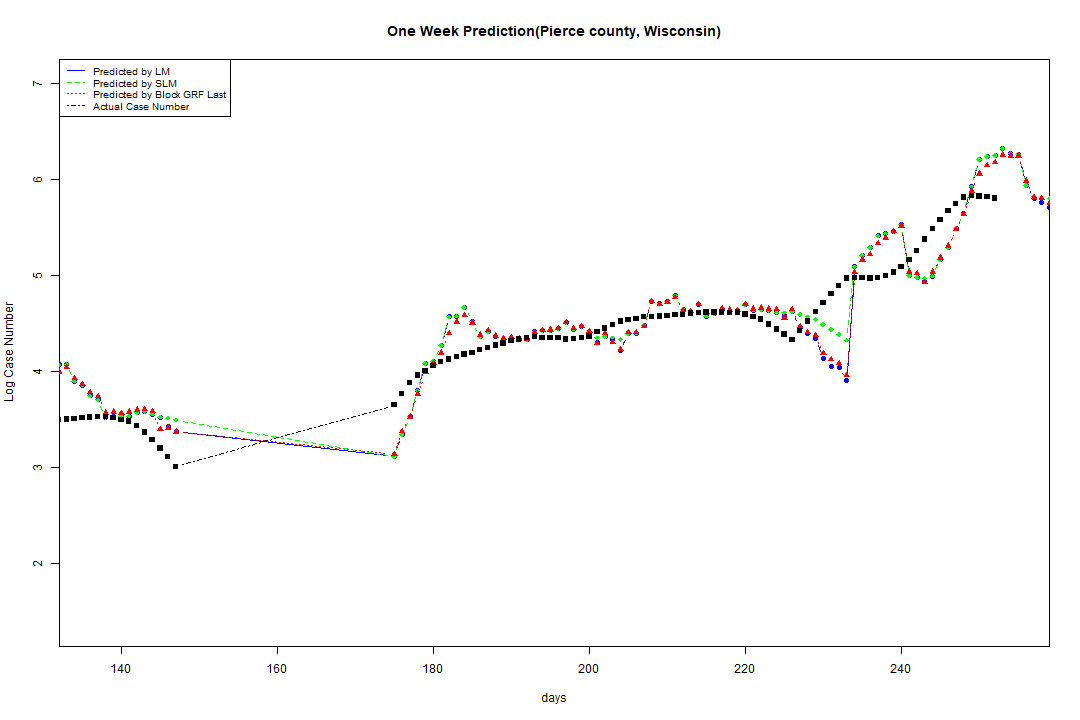 One Week Prediction(Pierce county, Wisconsin)
Predicted by LM
Predicted by SLM
Predicted by Block GRF Last
Actual Case Number
7
6
5
4
3
2
Log Case Number
140
160
180
200
220
240
days